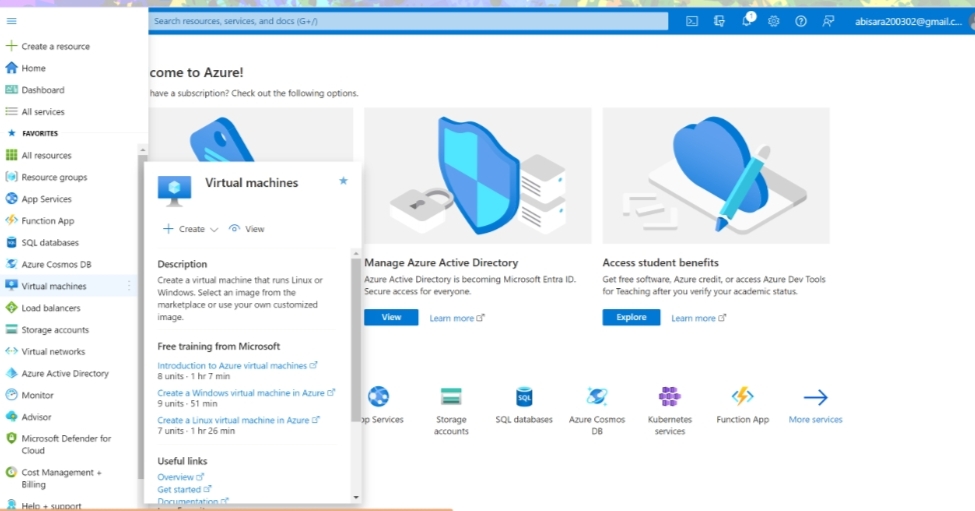 Search resources, services, and docs (G+/)
1
abisara200302@gmail.c...
Create a resource
Home
Dashboard
All services
FAVORITES
All resources
Resource groups
App Services
Function App
SQL databases
Azure Cosmos DB
Virtual machines
Load balancers
Storage accounts
Virtual networks
Azure Active Directory
Monitor
Advisor
Microsoft Defender for
Cloud
Cost Management +
Billing
Help + support
come to Azure!
have a subscription? Check out the following options.
Virtual machines
Create
View
Description
Create a virtual machine that runs Linux or
Windows. Select an image from the
marketplace or use your own customized
image.
Free training from Microsoft
Introduction to Azure virtual machines
8 units · 1 hr 7 min
Create a Windows virtual machine in Azure
9 units · 51 min
Create a Linux virtual machine in Azure
7 units · 1 hr 26 min
Useful links
Overview
Get started
Documentation
Manage Azure Active Directory
Azure Active Directory is becoming Microsoft Entra ID.
Secure access for everyone.
View
Learn more
Access student benefits
Get free software, Azure credit, or access Azure Dev Tools
for Teaching after you verify your academic status.
Explore
Learn more
pp Services
Storage
accounts
SQL
SQL databases
Azure Cosmos
DB
Kubernetes
services
Function App
More services